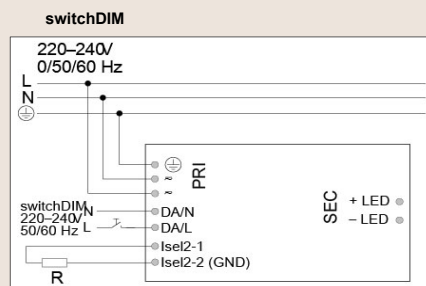 switchDIM
220–240V
0/50/60 Hz
L
N
PRI
~
~
switchDIM
220–240V
50/60 Hz
N
L
DA/N
DA/L
Isel2-1
Isel2-2 (GND)
R
SEC
+ LED
– LED